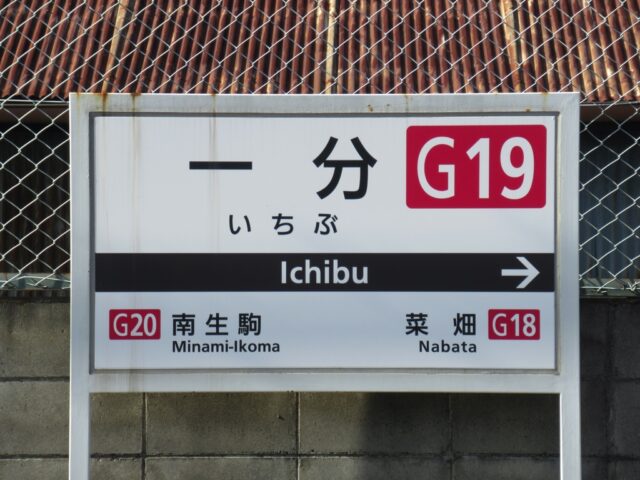 一分 G19
いちぶ
Ichibu →
G20 南生駒 菜畑 G18
Minami-Ikoma Nabata